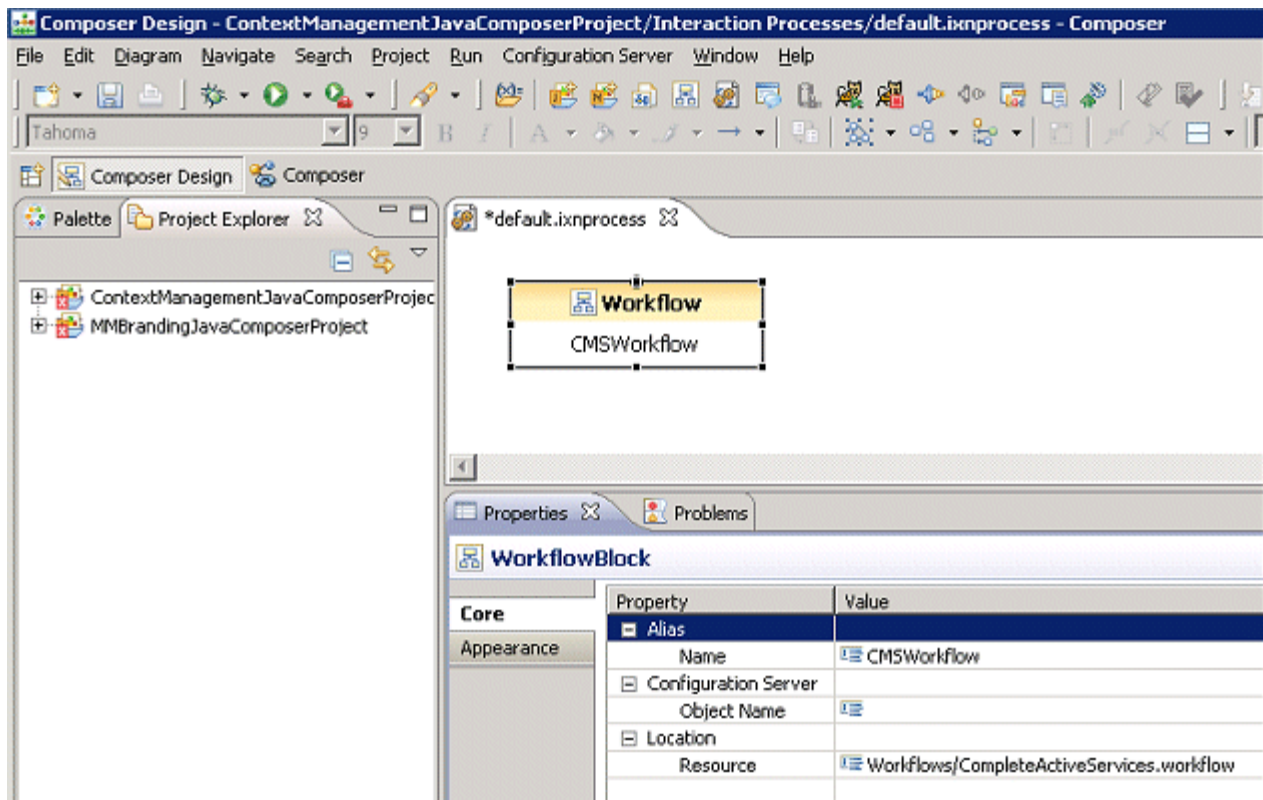 Composer Design - ContextManagementJavaComposerProject/Interaction Processes/default.ixnprocess - Composer
File Edit Diagram Navigate Search Project Run Configuration Server Window Help
Tahoma 9 B I A
Composer Design Composer
Palette Project Explorer
*default.ixnprocess
ContextManagementJavaComposerProjec
MMBrandingJavaComposerProject
Workflow
CMSWorkflow
Properties Problems
WorkflowBlock
Core
Appearance
Property Value
Alias
Name CMSWorkflow
Configuration Server
Object Name
Location
Resource Workflows/CompleteActiveServices.workflow